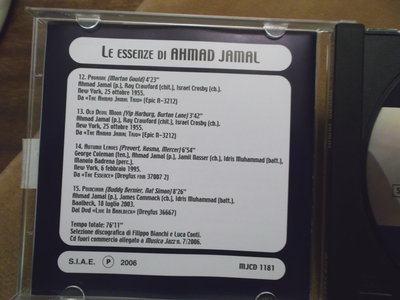 Le essenze di AHMAD JAMAL
12. Pavanne (Morton Gould) 4'23"
Ahmad Jamal (p.), Ray Crawford (chit.), Israel Crosby (cb.).
New York, 25 ottobre 1955.
Da «The Ahmad Jamal Trio» (Epic R-3212)
13. Old Devil Moon (Yip Harburg, Burton Lane) 3'42"
Ahmad Jamal (p.), Ray Crawford (chit.), Israel Crosby (cb.).
New York, 25 ottobre 1955.
Da «The Ahmad Jamal Trio» (Epic R-3212)
14. Autumn Leaves (Prevert, Kosma, Mercer) 6'54"
George Coleman (ten.), Ahmad Jamal (p.), Jamil Nasser (cb.), Idris Muhammad (batt.),
Manolo Badrena (perc.).
New York, 6 febbraio 1995.
Da «The Essence» (Dreyfus FDM 37007 2)
15. Poinciana (Buddy Bernier, Nat Simon) 8'26"
Ahmad Jamal (p.), James Cammack (cb.), Idris Muhammad (batt.).
Baalbeck, 18 luglio 2003.
Dal DVD «Live in Baalbeck» (Dreyfus 36667)
Tempo totale: 76'11"
Selezione discografica di Filippo Bianchi e Luca Conti.
Cd fuori commercio allegato a Musica Jazz n. 7/2006.
S.I.A.E. Ⓟ 2006
MJCD 1181